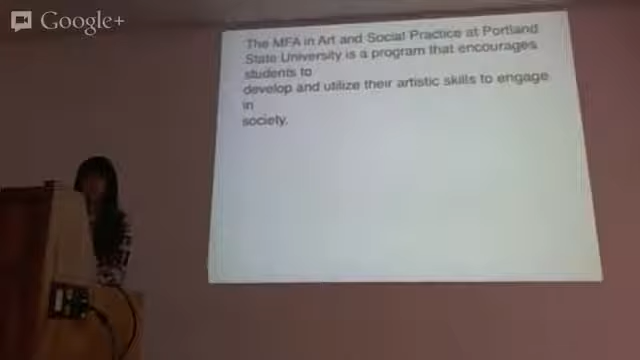 Google+
The MFA in Art and Social Practice at Portland
State University is a program that encourages
students to
develop and utilize their artistic skills to engage
in
society.